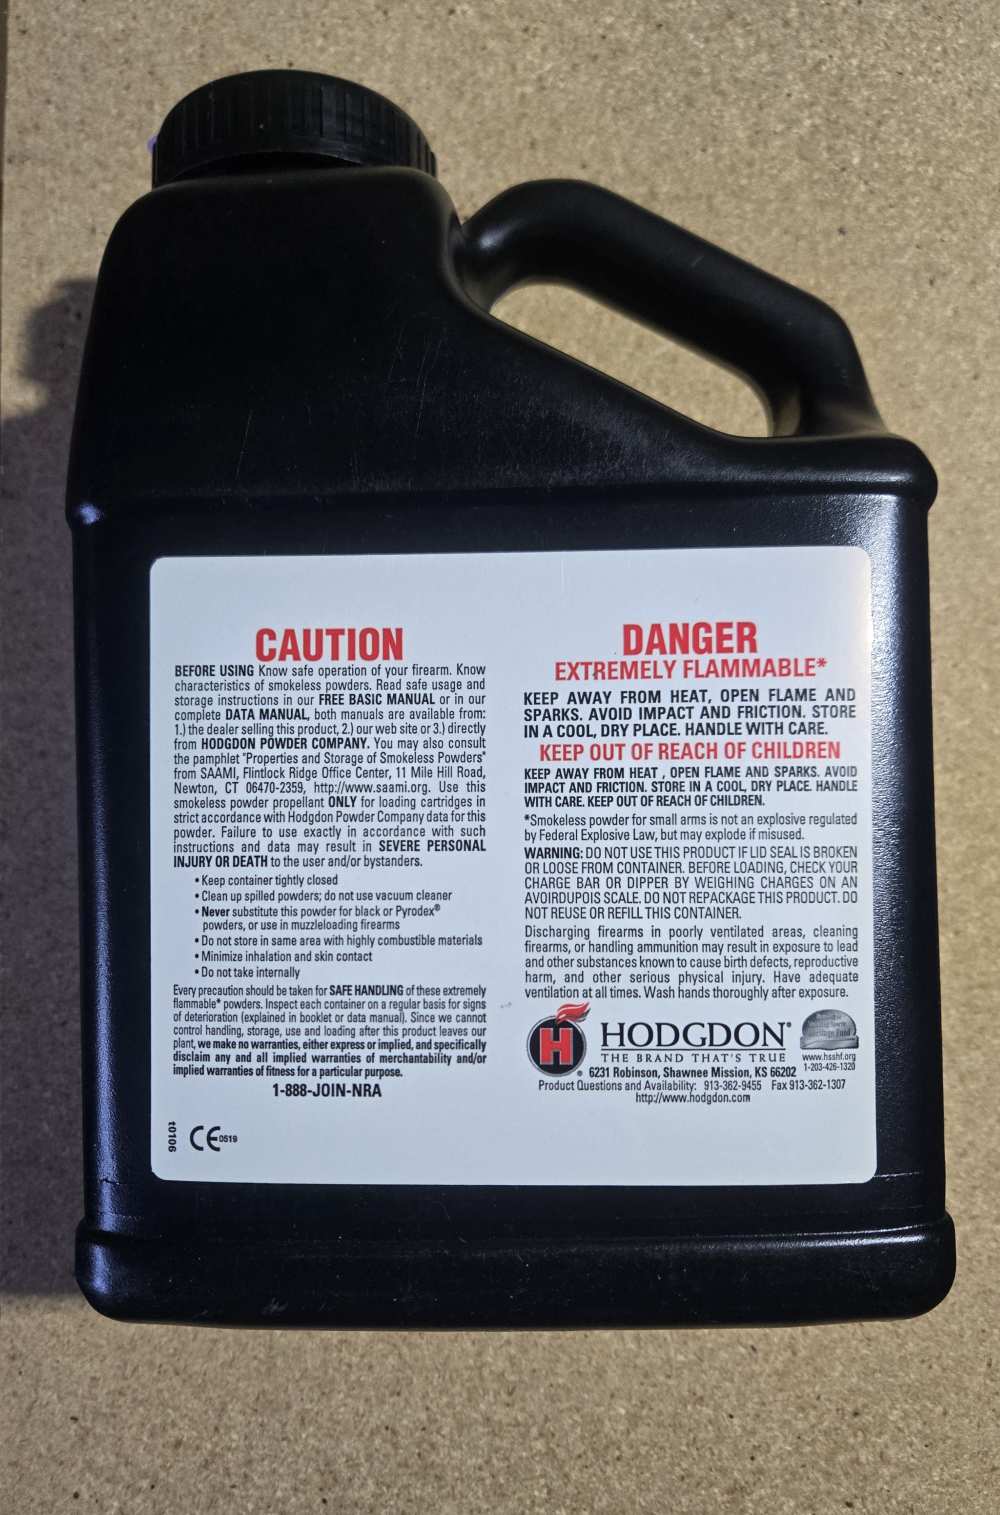 CAUTION
BEFORE USING Know safe operation of your firearm. Know
characteristics of smokeless powders. Read safe usage and
storage instructions in our FREE BASIC MANUAL or in our
complete DATA MANUAL, both manuals are available from:
1.) the dealer selling this product, 2.) our web site or 3.) directly
from HODGDON POWDER COMPANY. You may also consult
the pamphlet "Properties and Storage of Smokeless Powders"
from SAAMI, Flintlock Ridge Office Center, 11 Mile Hill Road,
Newton, CT 06470-2359, http://www.saami.org. Use this
smokeless powder propellant ONLY for loading cartridges in
strict accordance with Hodgdon Powder Company data for this
powder. Failure to use exactly in accordance with such
instructions and data may result in SEVERE PERSONAL
INJURY OR DEATH to the user and/or bystanders.
• Keep container tightly closed
• Clean up spilled powders; do not use vacuum cleaner
• Never substitute this powder for black or Pyrodex®
powders, or use in muzzleloading firearms
• Do not store in same area with highly combustible materials
• Minimize inhalation and skin contact
• Do not take internally
Every precaution should be taken for SAFE HANDLING of these extremely
flammable* powders. Inspect each container on a regular basis for signs
of deterioration (explained in booklet or data manual). Since we cannot
control handling, storage, use and loading after this product leaves our
plant, we make no warranties, either express or implied, and specifically
disclaim any and all implied warranties of merchantability and/or
implied warranties of fitness for a particular purpose.
1-888-JOIN-NRA
t0106
CE0519
DANGER
EXTREMELY FLAMMABLE*
KEEP AWAY FROM HEAT, OPEN FLAME AND
SPARKS. AVOID IMPACT AND FRICTION. STORE
IN A COOL, DRY PLACE. HANDLE WITH CARE.
KEEP OUT OF REACH OF CHILDREN
KEEP AWAY FROM HEAT , OPEN FLAME AND SPARKS. AVOID
IMPACT AND FRICTION. STORE IN A COOL, DRY PLACE. HANDLE
WITH CARE. KEEP OUT OF REACH OF CHILDREN.
*Smokeless powder for small arms is not an explosive regulated
by Federal Explosive Law, but may explode if misused.
WARNING: DO NOT USE THIS PRODUCT IF LID SEAL IS BROKEN
OR LOOSE FROM CONTAINER. BEFORE LOADING, CHECK YOUR
CHARGE BAR OR DIPPER BY WEIGHING CHARGES ON AN
AVOIRDUPOIS SCALE. DO NOT REPACKAGE THIS PRODUCT. DO
NOT REUSE OR REFILL THIS CONTAINER.
Discharging firearms in poorly ventilated areas, cleaning
firearms, or handling ammunition may result in exposure to lead
and other substances known to cause birth defects, reproductive
harm, and other serious physical injury. Have adequate
ventilation at all times. Wash hands thoroughly after exposure.
H
HODGDON®
THE BRAND THAT'S TRUE
www.hsshf.org
1-203-426-1320
® 6231 Robinson, Shawnee Mission, KS 66202
Product Questions and Availability: 913-362-9455 Fax 913-362-1307
http://www.hodgdon.com